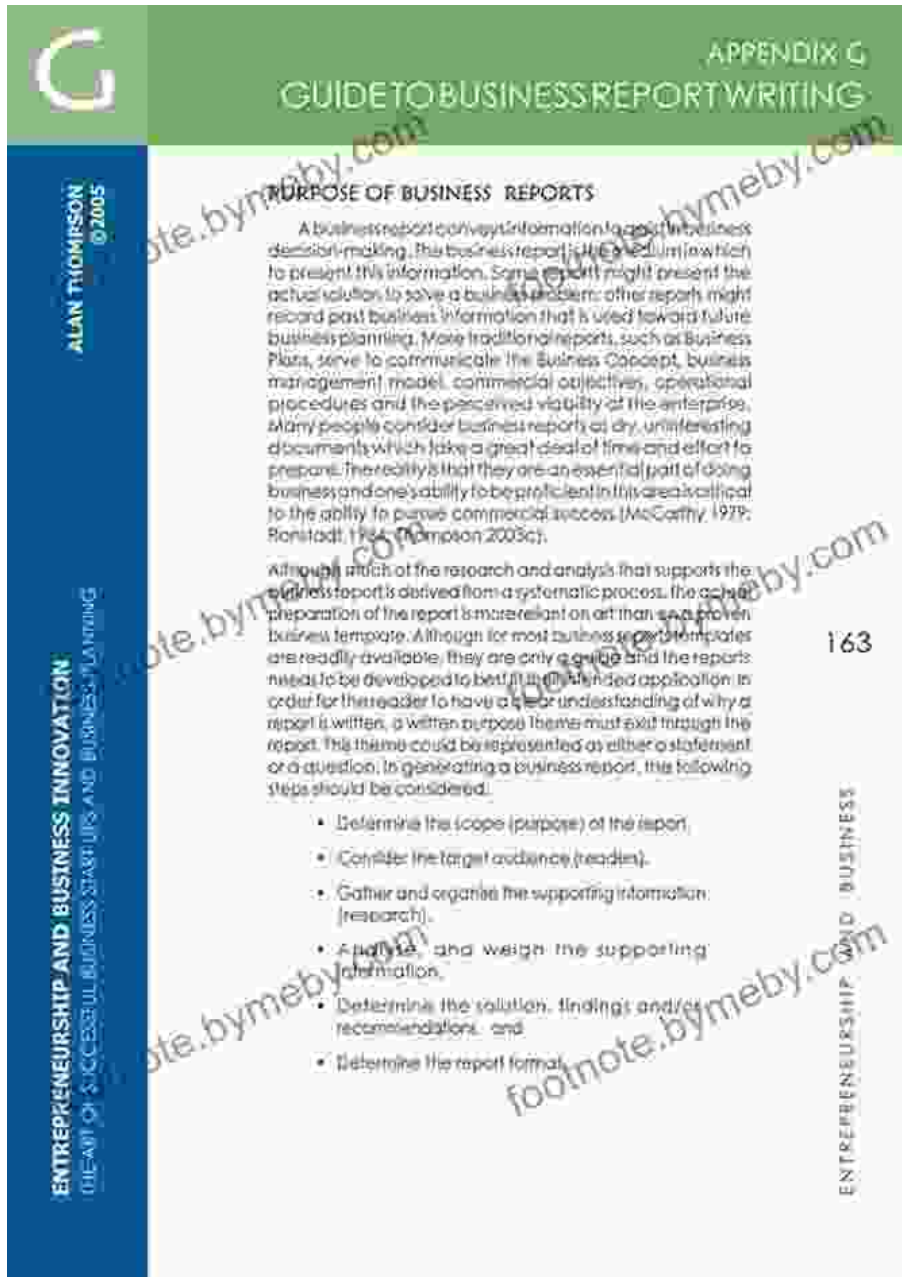 G
APPENDIX G
GUIDE TO BUSINESS REPORT WRITING
ALAN THOMPSON
©2005
ENTREPRENEURSHIP AND BUSINESS INNOVATION:
THE ART OF SUCCESSFUL BUSINESS START-UPS AND BUSINESS PLANNING
PURPOSE OF BUSINESS REPORTS
A business report conveys information to assist in business
decision-making. The business report is the medium in which
to present this information. Some reports might present the
actual solution to solve a business problem; other reports might
record past business information that is used toward future
business planning. More traditional reports, such as Business
Plans, serve to communicate the Business Concept, business
management model, commercial objectives, operational
procedures and the perceived viability of the enterprise.
Many people consider business reports as dry, uninteresting
documents which take a great deal of time and effort to
prepare. The reality is that they are an essential part of doing
business and one's ability to be proficient in this area is critical
to the ability to pursue commercial success (McCarthy 1979;
Ronstadt 1984; Thompson 2003c).
Although much of the research and analysis that supports the
business report is derived from a systematic process, the actual
preparation of the report is more reliant on art than on a proven
business template. Although for most business reports templates
are readily available, they are only a guide and the reports
needs to be developed to best fit their intended application. In
order for the reader to have a clear understanding of why a
report is written, a written purpose theme must exist through the
report. This theme could be represented as either a statement
or a question. In generating a business report, the following
steps should be considered:
• Determine the scope (purpose) of the report,
• Consider the target audience (readers),
• Gather and organise the supporting information
(research),
• Analyse, and weigh the supporting
information,
• Determine the solution, findings and/or
recommendations, and
• Determine the report format.
163
ENTREPRENEURSHIP AND BUSINESS
footnote.bymeby.com
footnote.bymeby.com
footnote.bymeby.com
ote.bymeby.com
ote.bymeby.com
ote.bymeby.com